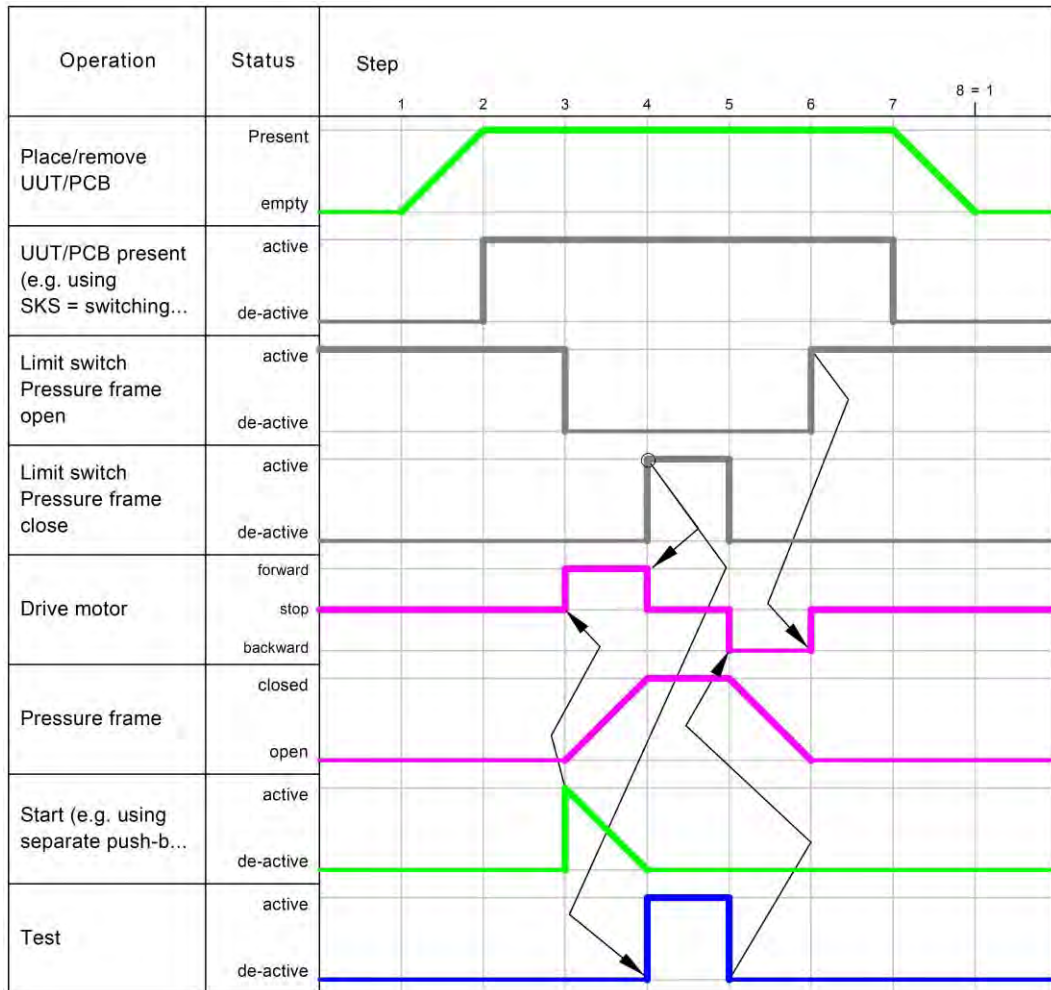 Operation
Status
Step
1
2
3
4
5
6
7
8 = 1
Place/remove
UUT/PCB
Present
empty
UUT/PCB present
(e.g. using
SKS = switching...
active
de-active
Limit switch
Pressure frame
open
active
de-active
Limit switch
Pressure frame
close
active
de-active
Drive motor
forward
stop
backward
Pressure frame
closed
open
Start (e.g. using
separate push-b...
active
de-active
Test
active
de-active